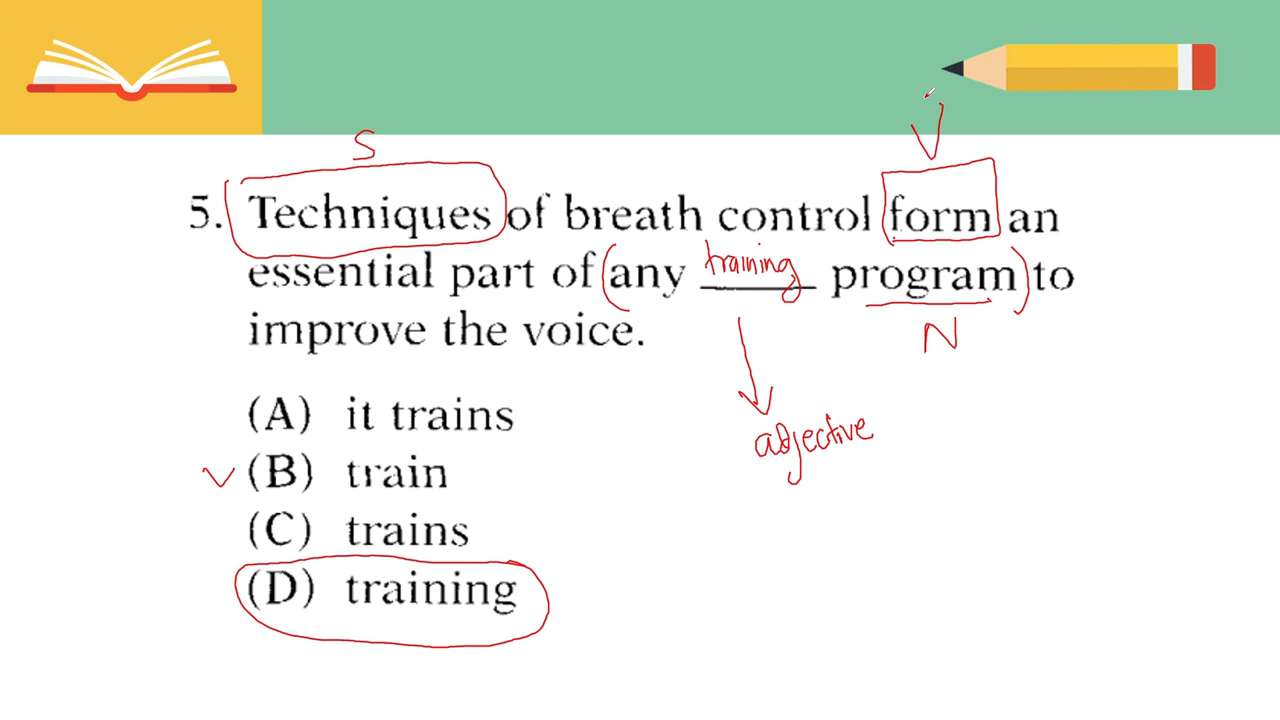 S
V
5. Techniques of breath control form an
essential part of (any training program) to
improve the voice.
N
(A) it trains
adjective
V (B) train
(C) trains
(D) training